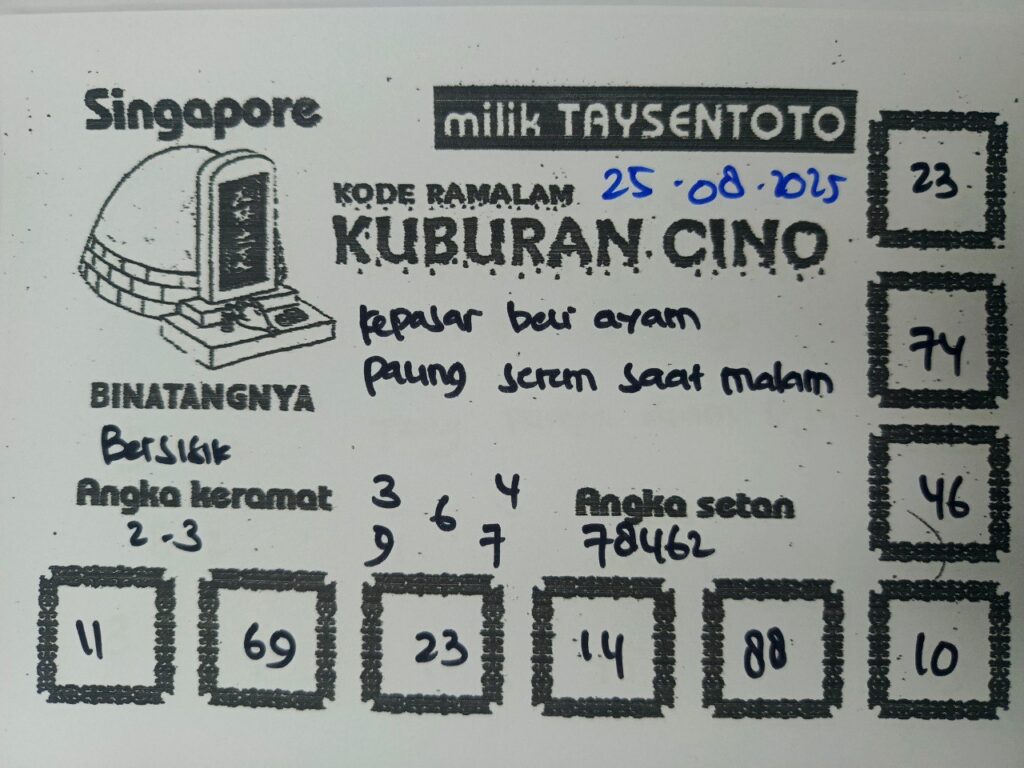 Singapore
milik TAYSENTOTO
KODE RAMALAM 25.08.2025
KUBURAN CINO
kepasar beli ayam
paling serem saat malam
BINATANGNYA
Bersisik
Angka keramat
2.3
3 4
6
9 7
Angka setan
78462
23
74
46
11 69 23 14 88 10